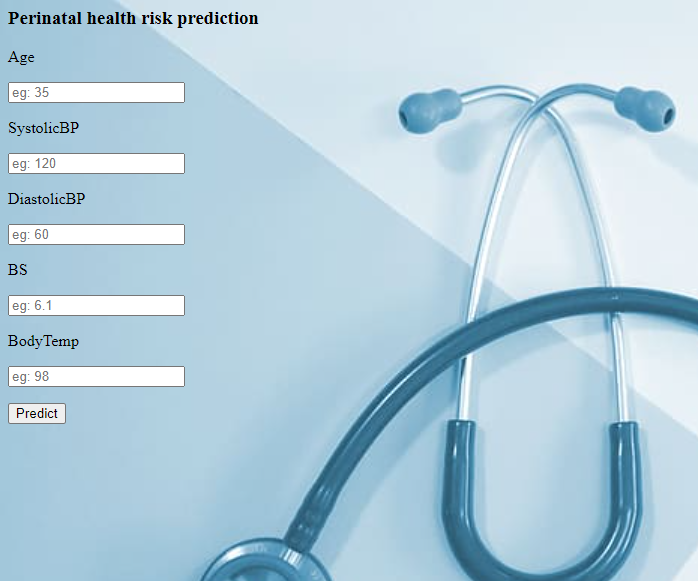 Perinatal health risk prediction
Age
eg: 35
SystolicBP
eg: 120
DiastolicBP
eg: 60
BS
eg: 6.1
BodyTemp
eg: 98
Predict